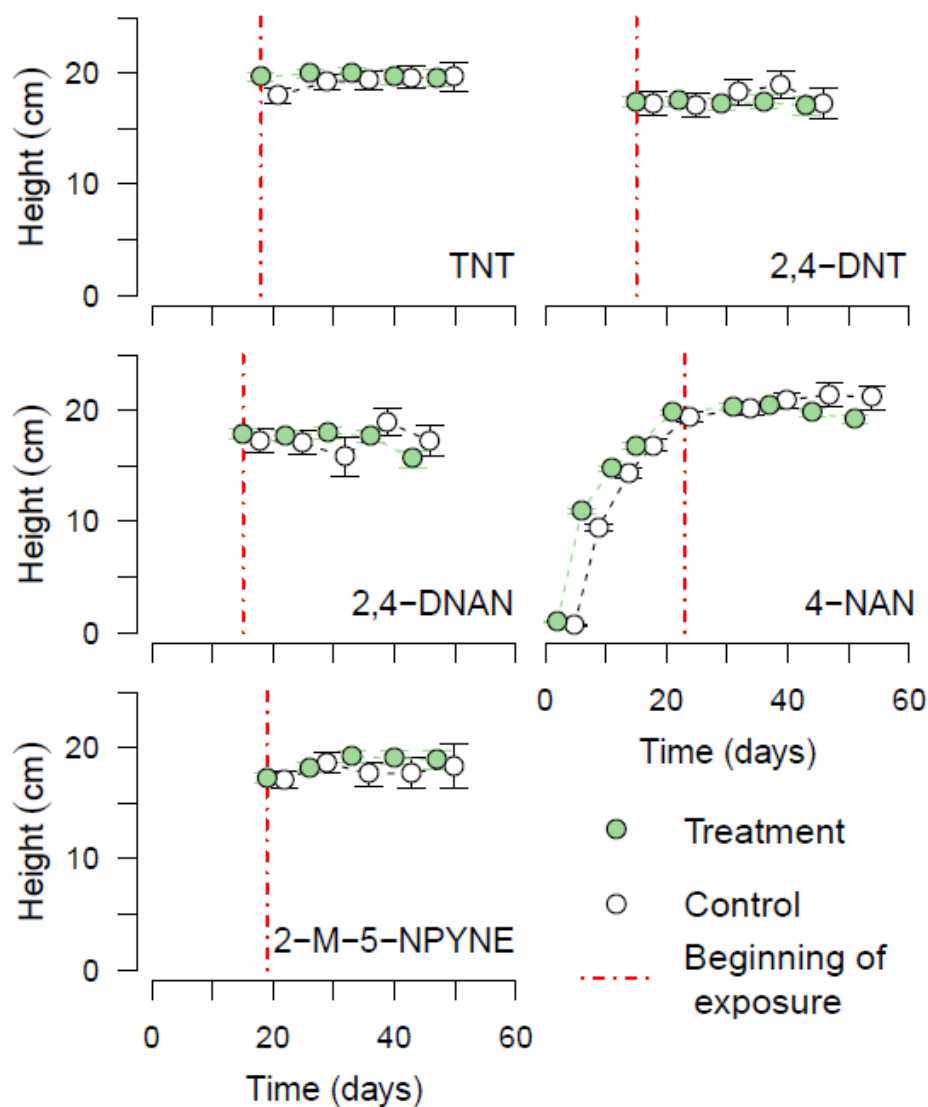 Height (cm)
20
10
0
TNT
2,4−DNT
Height (cm)
20
10
0
2,4−DNAN
4−NAN
0 20 40 60
Time (days)
Height (cm)
20
10
0
2−M−5−NPYNE
0 20 40 60
Time (days)
Treatment
Control
Beginning of
exposure